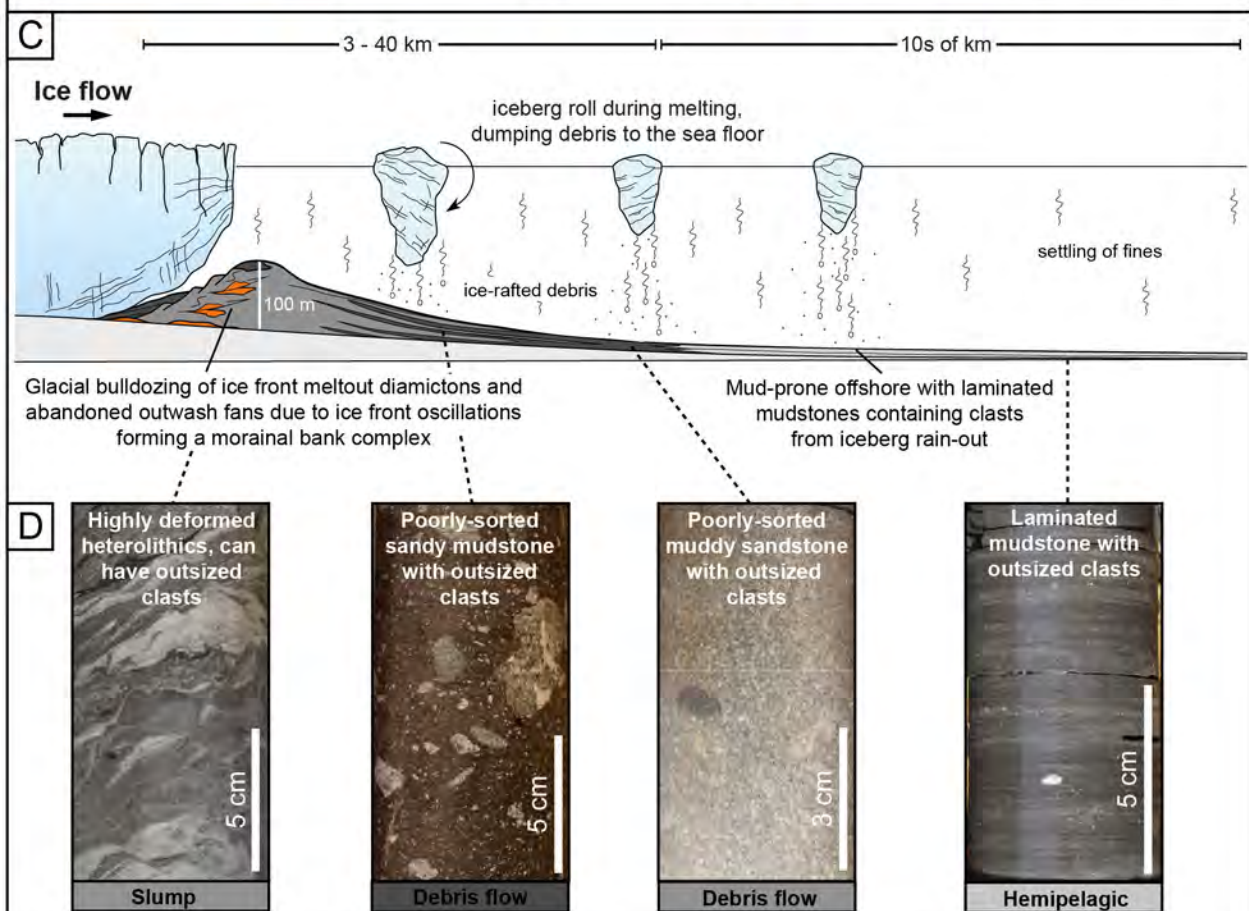 C
3 - 40 km
10s of km
Ice flow
iceberg roll during melting,
dumping debris to the sea floor
settling of fines
ice-rafted debris
100 m
Glacial bulldozing of ice front meltout diamictons and
abandoned outwash fans due to ice front oscillations
forming a morainal bank complex
Mud-prone offshore with laminated
mudstones containing clasts
from iceberg rain-out
D
Highly deformed
heterolithics, can
have outsized
clasts
5 cm
Slump
Poorly-sorted
sandy mudstone
with outsized
clasts
5 cm
Debris flow
Poorly-sorted
muddy sandstone
with outsized
clasts
3 cm
Debris flow
Laminated
mudstone with
outsized clasts
5 cm
Hemipelagic